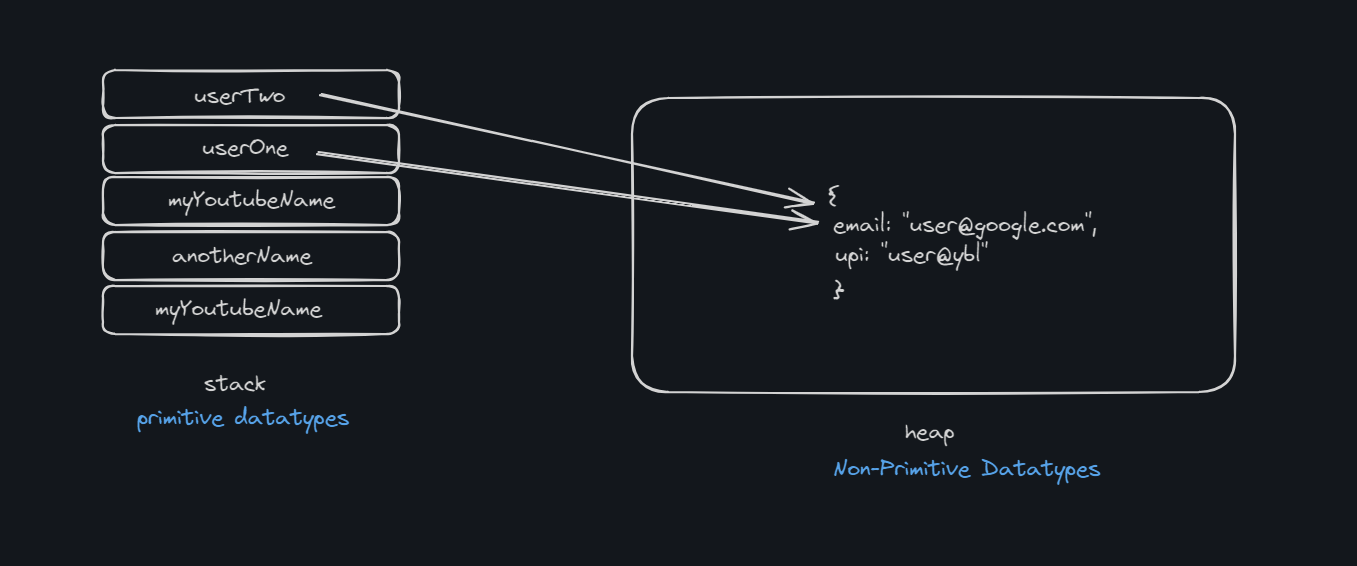 userTwo
userOne
myYoutubeName
anotherName
myYoutubeName
stack
primitive datatypes
{
email: "user@google.com",
upi: "user@ybl"
}
heap
Non-Primitive Datatypes